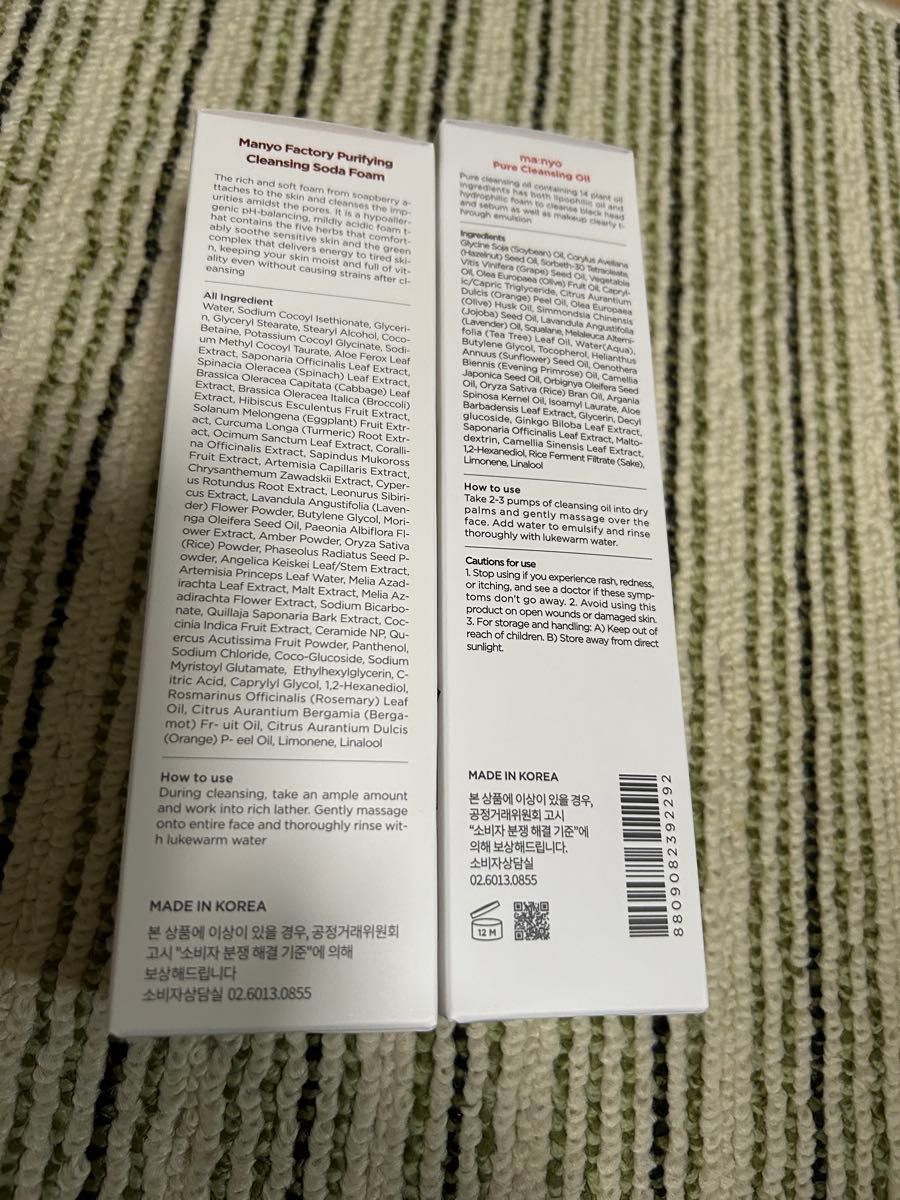 Manyo Factory Purifying
Cleansing Soda Foam
The rich and soft foam from soapberry a-
ttaches to the skin and cleanses the imp-
urities amidst the pores. It is a hypoaller-
genic pH-balancing, mildly acidic foam t-
hat contains the five herbs that comfort-
ably soothe sensitive skin and the green
complex that delivers energy to tired ski-
n, keeping your skin moist and full of vit-
ality even without causing strains after cl-
eansing
All Ingredient
Water, Sodium Cocoyl Isethionate, Glyceri-
n, Glyceryl Stearate, Stearyl Alcohol, Coco-
Betaine, Potassium Cocoyl Glycinate, Sodi-
um Methyl Cocoyl Taurate, Aloe Ferox Leaf
Extract, Saponaria Officinalis Leaf Extract,
Spinacia Oleracea (Spinach) Leaf Extract,
Brassica Oleracea Capitata (Cabbage) Leaf
Extract, Brassica Oleracea Italica (Broccoli)
Extract, Hibiscus Esculentus Fruit Extract,
Solanum Melongena (Eggplant) Fruit Extr-
act, Curcuma Longa (Turmeric) Root Extr-
act, Ocimum Sanctum Leaf Extract, Coralli-
na Officinalis Extract, Sapindus Mukoross
Fruit Extract, Artemisia Capillaris Extract,
Chrysanthemum Zawadskii Extract, Cyper-
us Rotundus Root Extract, Leonurus Sibiri-
cus Extract, Lavandula Angustifolia (Laven-
der) Flower Powder, Butylene Glycol, Mori-
nga Oleifera Seed Oil, Paeonia Albiflora Fl-
ower Extract, Amber Powder, Oryza Sativa
(Rice) Powder, Phaseolus Radiatus Seed P-
owder, Angelica Keiskei Leaf/Stem Extract,
Artemisia Princeps Leaf Water, Melia Azad-
irachta Leaf Extract, Malt Extract, Melia Az-
adirachta Flower Extract, Sodium Bicarbo-
nate, Quillaja Saponaria Bark Extract, Coc-
cinia Indica Fruit Extract, Ceramide NP, Qu-
ercus Acutissima Fruit Powder, Panthenol,
Sodium Chloride, Coco-Glucoside, Sodium
Myristoyl Glutamate, Ethylhexylglycerin, C-
itric Acid, Caprylyl Glycol, 1,2-Hexanediol,
Rosmarinus Officinalis (Rosemary) Leaf
Oil, Citrus Aurantium Bergamia (Berga-
mot) Fr- uit Oil, Citrus Aurantium Dulcis
(Orange) P- eel Oil, Limonene, Linalool
How to use
During cleansing, take an ample amount
and work into rich lather. Gently massage
onto entire face and thoroughly rinse wit-
h lukewarm water
MADE IN KOREA
본 상품에 이상이 있을 경우, 공정거래위원회
고시 "소비자 분쟁 해결 기준"에 의해
보상해드립니다
소비자상담실 02.6013.0855
ma:nyo
Pure Cleansing Oil
Pure cleansing oil containing 14 plant oil
ingredients has both lipophilic oil and
hydrophilic foam to cleanse black head
and sebum as well as makeup clearly t-
hrough emulsion
Ingredients
Glycine Soja (Soybean) Oil, Corylus Avellana
(Hazelnut) Seed Oil, Sorbeth-30 Tetraoleate,
Vitis Vinifera (Grape) Seed Oil, Vegetable
Oil, Olea Europaea (Olive) Fruit Oil, Capryl-
ic/Capric Triglyceride, Citrus Aurantium
Dulcis (Orange) Peel Oil, Olea Europaea
(Olive) Husk Oil, Simmondsia Chinensis
(Jojoba) Seed Oil, Lavandula Angustifolia
(Lavender) Oil, Squalane, Melaleuca Alterni-
folia (Tea Tree) Leaf Oil, Water(Aqua),
Butylene Glycol, Tocopherol, Helianthus
Annuus (Sunflower) Seed Oil, Oenothera
Biennis (Evening Primrose) Oil, Camellia
Japonica Seed Oil, Orbignya Oleifera Seed
Oil, Oryza Sativa (Rice) Bran Oil, Argania
Spinosa Kernel Oil, Isoamyl Laurate, Aloe
Barbadensis Leaf Extract, Glycerin, Decyl
glucoside, Ginkgo Biloba Leaf Extract,
Saponaria Officinalis Leaf Extract, Malto-
dextrin, Camellia Sinensis Leaf Extract,
1,2-Hexanediol, Rice Ferment Filtrate (Sake),
Limonene, Linalool
How to use
Take 2-3 pumps of cleansing oil into dry
palms and gently massage over the
face. Add water to emulsify and rinse
thoroughly with lukewarm water.
Cautions for use
1. Stop using if you experience rash, redness,
or itching, and see a doctor if these symp-
toms don't go away. 2. Avoid using this
product on open wounds or damaged skin.
3. For storage and handling: A) Keep out of
reach of children. B) Store away from direct
sunlight.
MADE IN KOREA
본 상품에 이상이 있을 경우,
공정거래위원회 고시
"소비자 분쟁 해결 기준"에
의해 보상해드립니다.
소비자상담실
02.6013.0855
12 M
8809082392292